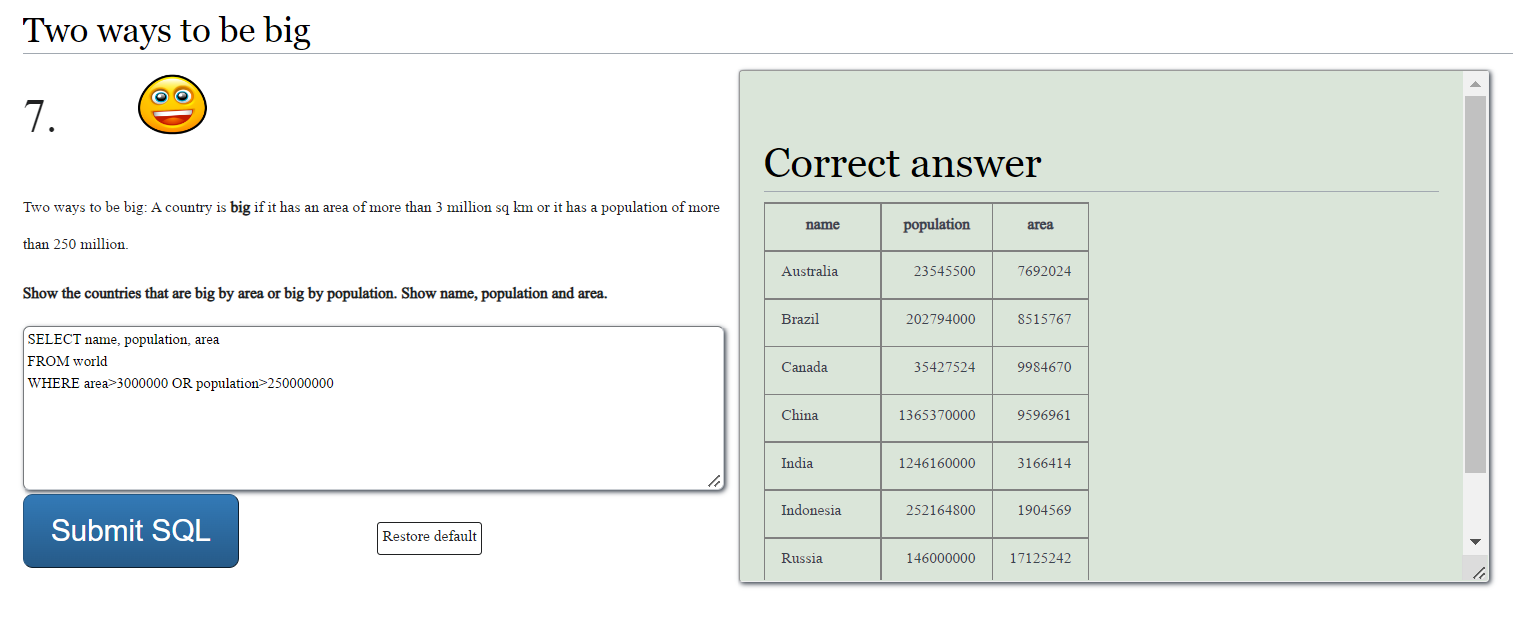 Two ways to be big
7.
Two ways to be big: A country is big if it has an area of more than 3 million sq km or it has a population of more
than 250 million.
Show the countries that are big by area or big by population. Show name, population and area.
SELECT name, population, area
FROM world
WHERE area>3000000 OR population>250000000
Submit SQL
Restore default
Correct answer
name population area
Australia 23545500 7692024
Brazil 202794000 8515767
Canada 35427524 9984670
China 1365370000 9596961
India 1246160000 3166414
Indonesia 252164800 1904569
Russia 146000000 17125242